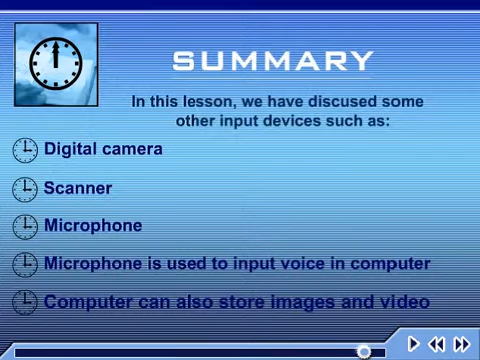 SUMMARY
In this lesson, we have discused some
other input devices such as:
Digital camera
Scanner
Microphone
Microphone is used to input voice in computer
Computer can also store images and video